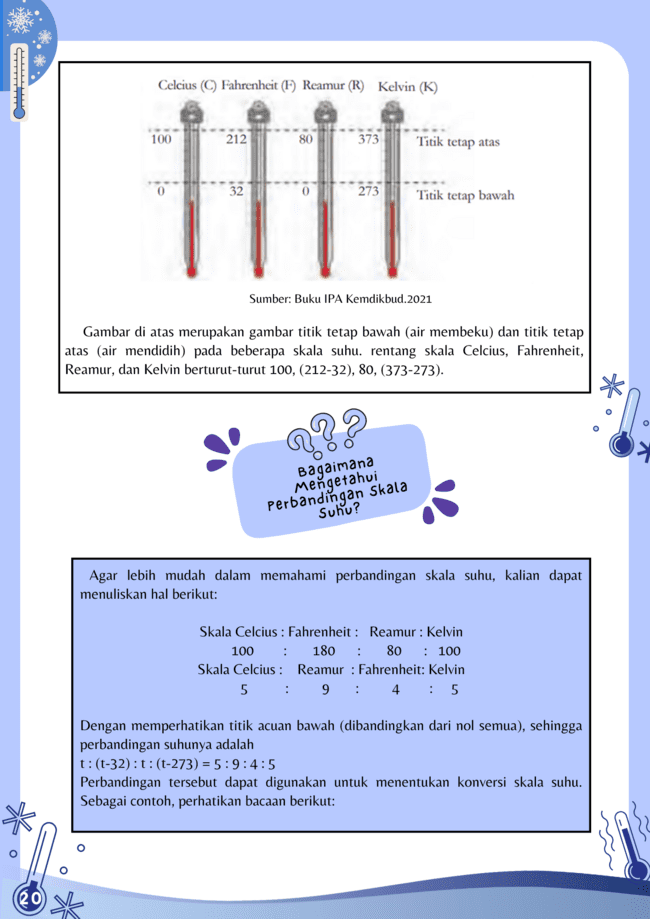 Celcius (C) Fahrenheit (F) Reamur (R) Kelvin (K)
100 212 80 373 Titik tetap atas
0 32 0 273 Titik tetap bawah
Sumber: Buku IPA Kemdikbud.2021
Gambar di atas merupakan gambar titik tetap bawah (air membeku) dan titik tetap
atas (air mendidih) pada beberapa skala suhu. rentang skala Celcius, Fahrenheit,
Reamur, dan Kelvin berturut-turut 100, (212-32), 80, (373-273).
Bagaimana
Mengetahui
Perbandingan Skala
Suhu?
Agar lebih mudah dalam memahami perbandingan skala suhu, kalian dapat
menuliskan hal berikut:
Skala Celcius : Fahrenheit : Reamur : Kelvin
100 : 180 : 80 : 100
Skala Celcius : Reamur : Fahrenheit: Kelvin
5 : 9 : 4 : 5
Dengan memperhatikan titik acuan bawah (dibandingkan dari nol semua), sehingga
perbandingan suhunya adalah
t : (t-32) : t : (t-273) = 5 : 9 : 4 : 5
Perbandingan tersebut dapat digunakan untuk menentukan konversi skala suhu.
Sebagai contoh, perhatikan bacaan berikut:
20